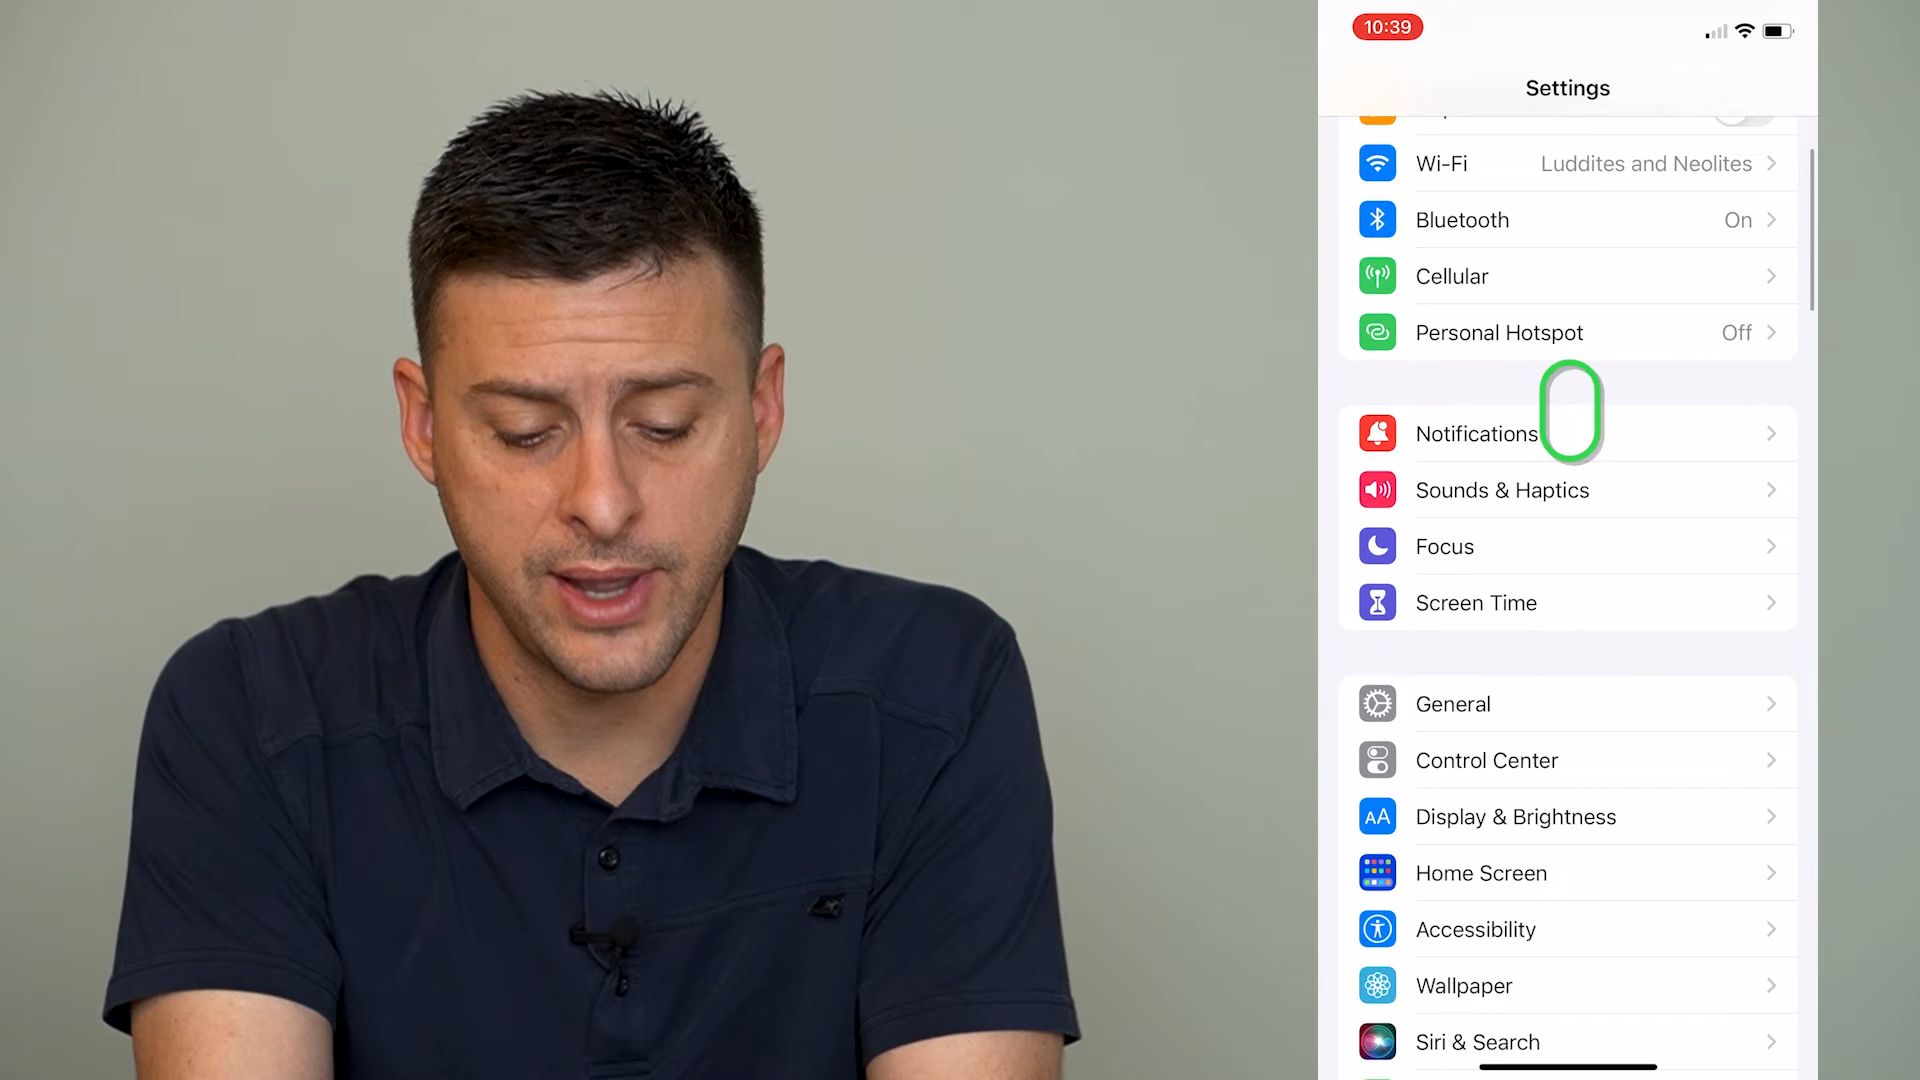 10:39
Settings
Wi-Fi Luddites and Neolites
Bluetooth On
Cellular
Personal Hotspot Off
Notifications
Sounds & Haptics
Focus
Screen Time
General
Control Center
AA Display & Brightness
Home Screen
Accessibility
Wallpaper
Siri & Search